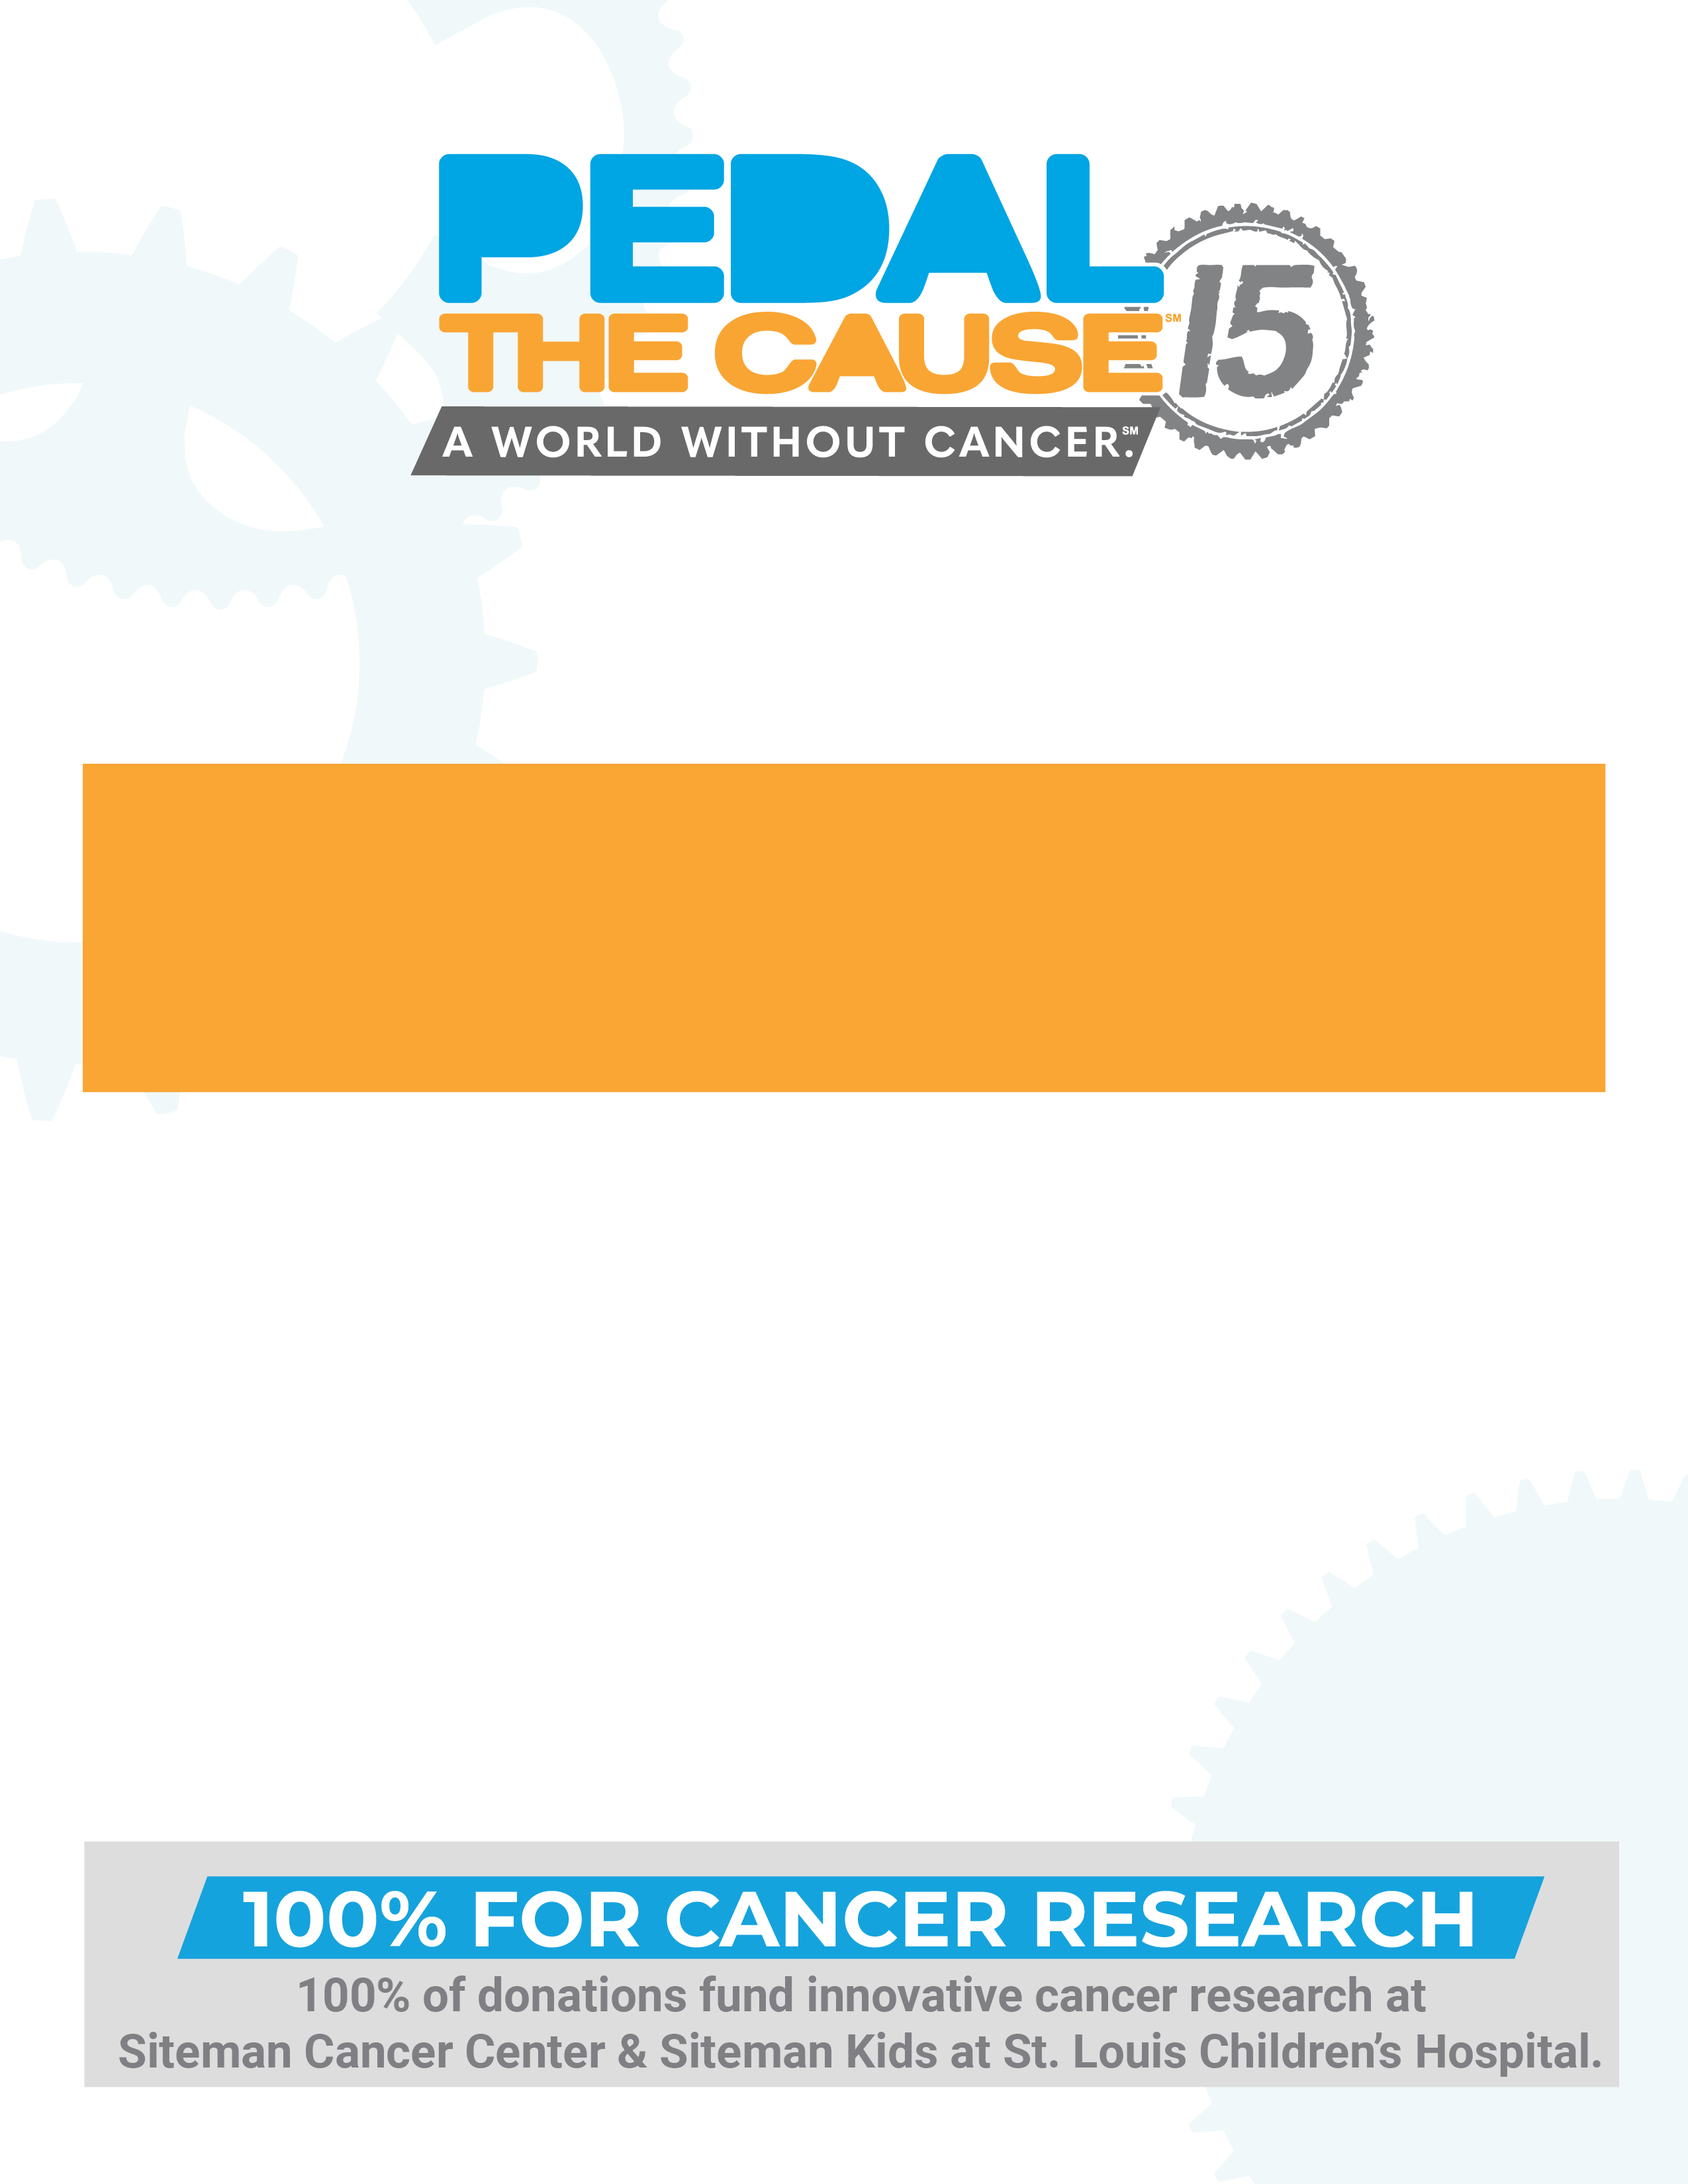 PEDAL
THE CAUSE℠
15
A WORLD WITHOUT CANCER.℠
100% FOR CANCER RESEARCH
100% of donations fund innovative cancer research at
Siteman Cancer Center & Siteman Kids at St. Louis Children's Hospital.